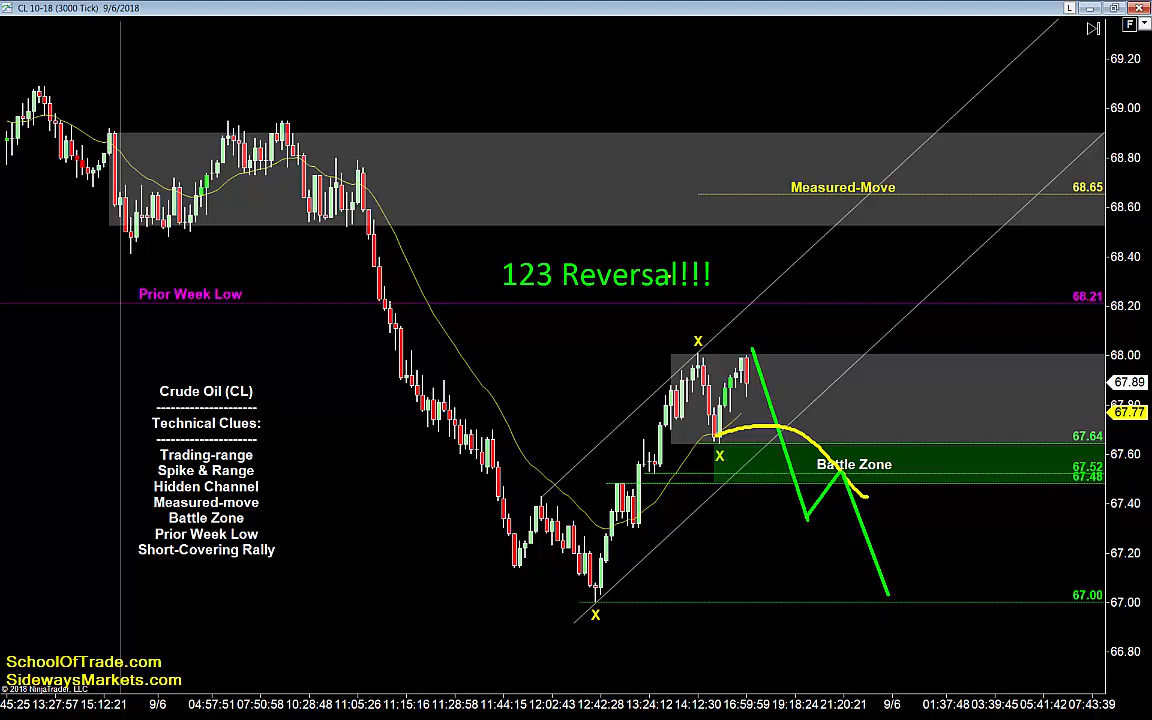 CL 10-18 (3000 Tick) 9/6/2018
L
F
69.20
69.00
68.80
Measured-Move
68.65
68.60
68.40
123 Reversal!!!
Prior Week Low
68.21
68.20
X
68.00
67.89
67.80
67.77
Crude Oil (CL)
---------------------
Technical Clues:
---------------------
Trading-range
Spike & Range
Hidden Channel
Measured-move
Battle Zone
Prior Week Low
Short-Covering Rally
67.64
X
67.60
Battle Zone
67.52
67.48
67.40
67.20
67.00
67.00
X
66.80
SchoolOfTrade.com
SidewaysMarkets.com
© 2018 NinjaTrader, LLC
:45:25 13:27:57 15:12:21 9/6 04:57:51 07:50:58 10:28:48 11:05:26 11:15:16 11:28:58 11:44:15 12:02:43 12:42:28 13:24:12 14:12:30 16:59:59 19:18:24 21:20:21 9/6 01:37:48 03:39:45 05:41:42 07:43:39